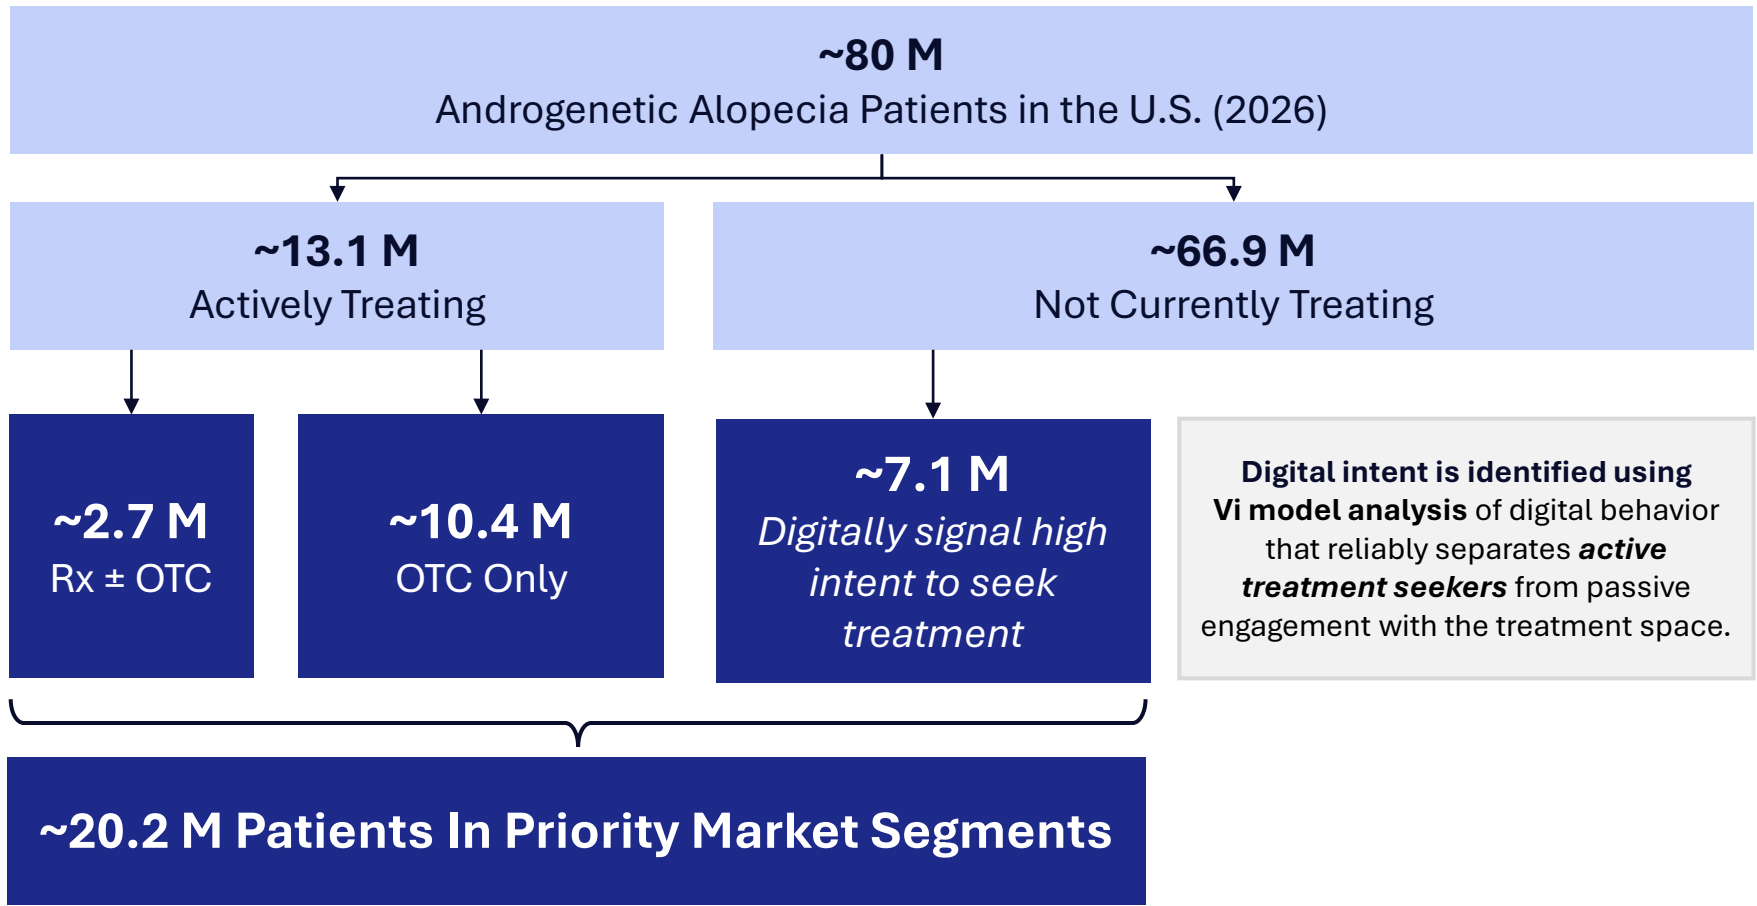 ~80 M
Androgenetic Alopecia Patients in the U.S. (2026)
~13.1 M
Actively Treating
~66.9 M
Not Currently Treating
~2.7 M
Rx ± OTC
~10.4 M
OTC Only
~7.1 M
Digitally signal high
intent to seek
treatment
Digital intent is identified using
Vi model analysis of digital behavior
that reliably separates active
treatment seekers from passive
engagement with the treatment space.
~20.2 M Patients In Priority Market Segments